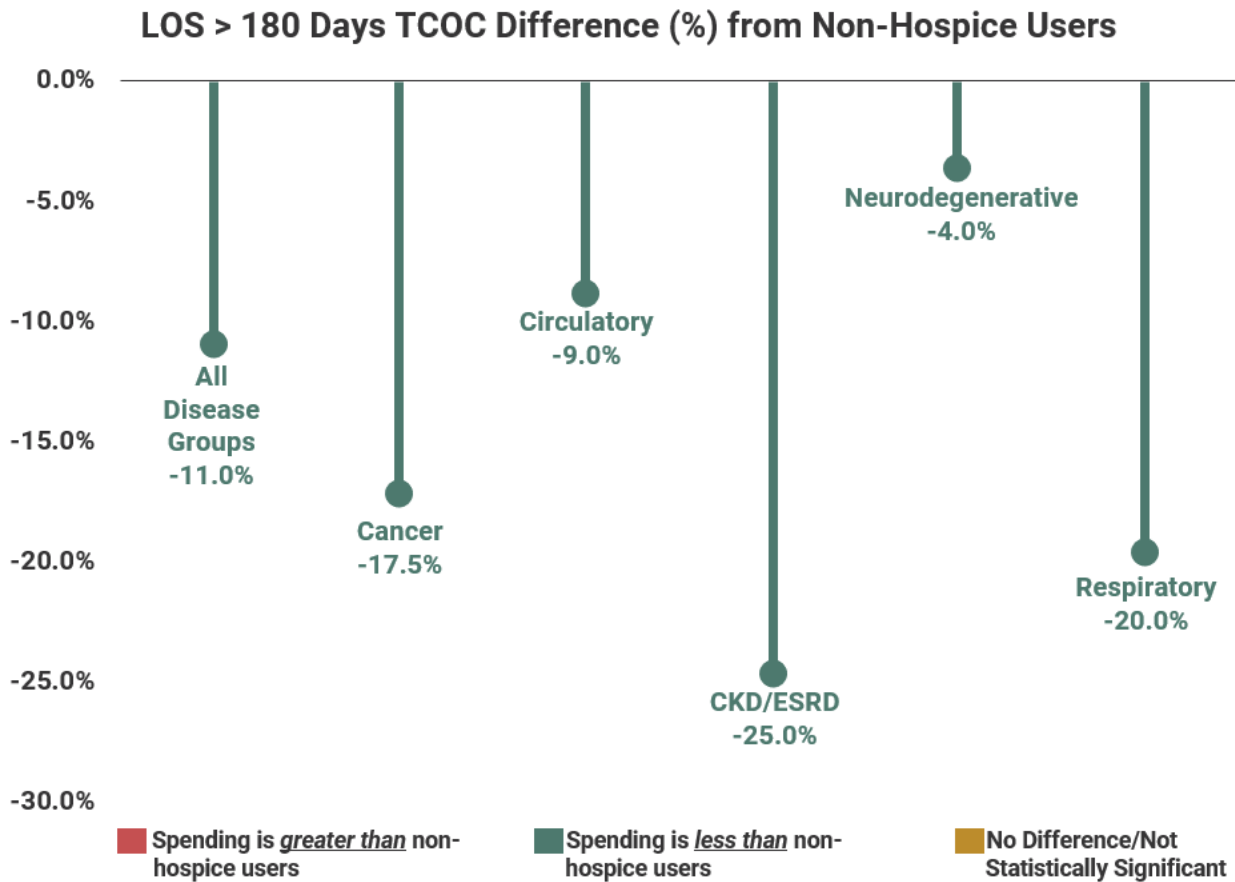 LOS > 180 Days TCOC Difference (%) from Non-Hospice Users
0.0%
-5.0%
-10.0%
-15.0%
-20.0%
-25.0%
-30.0%
All
Disease
Groups
-11.0%
Cancer
-17.5%
Circulatory
-9.0%
CKD/ESRD
-25.0%
Neurodegenerative
-4.0%
Respiratory
-20.0%
Spending is greater than non-
hospice users
Spending is less than non-
hospice users
No Difference/Not
Statistically Significant